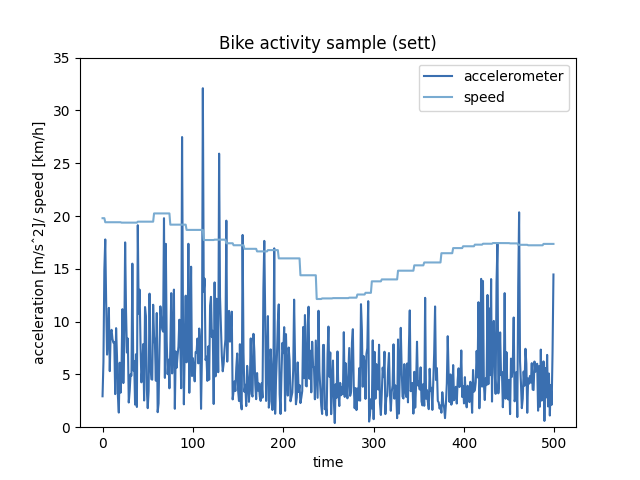 Bike activity sample (sett)
accelerometer
speed
acceleration [m/sˆ2]/ speed [km/h]
35
30
25
20
15
10
5
0
0 100 200 300 400 500
time